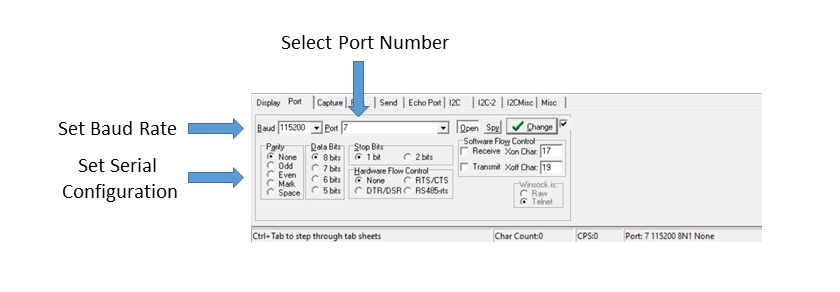 Select Port Number
Display Port Capture Send Echo Port I2C I2C-2 I2CMisc Misc
Set Baud Rate
Baud 115200 Port 7 Open Spy Change
Set Serial
Configuration
Parity Data Bits Stop Bits Software Flow Control
None 8 bits 1 bit 2 bits Receive Xon Char: 17
Odd 7 bits Hardware Flow Control Transmit Xoff Char: 19
Even 6 bits None RTS/CTS
Mark 5 bits DTR/DSR RS485-rts
Space
Winsock is:
Raw
Telnet
Ctrl+Tab to step through tab sheets Char Count:0 CPS:0 Port: 7 115200 8N1 None